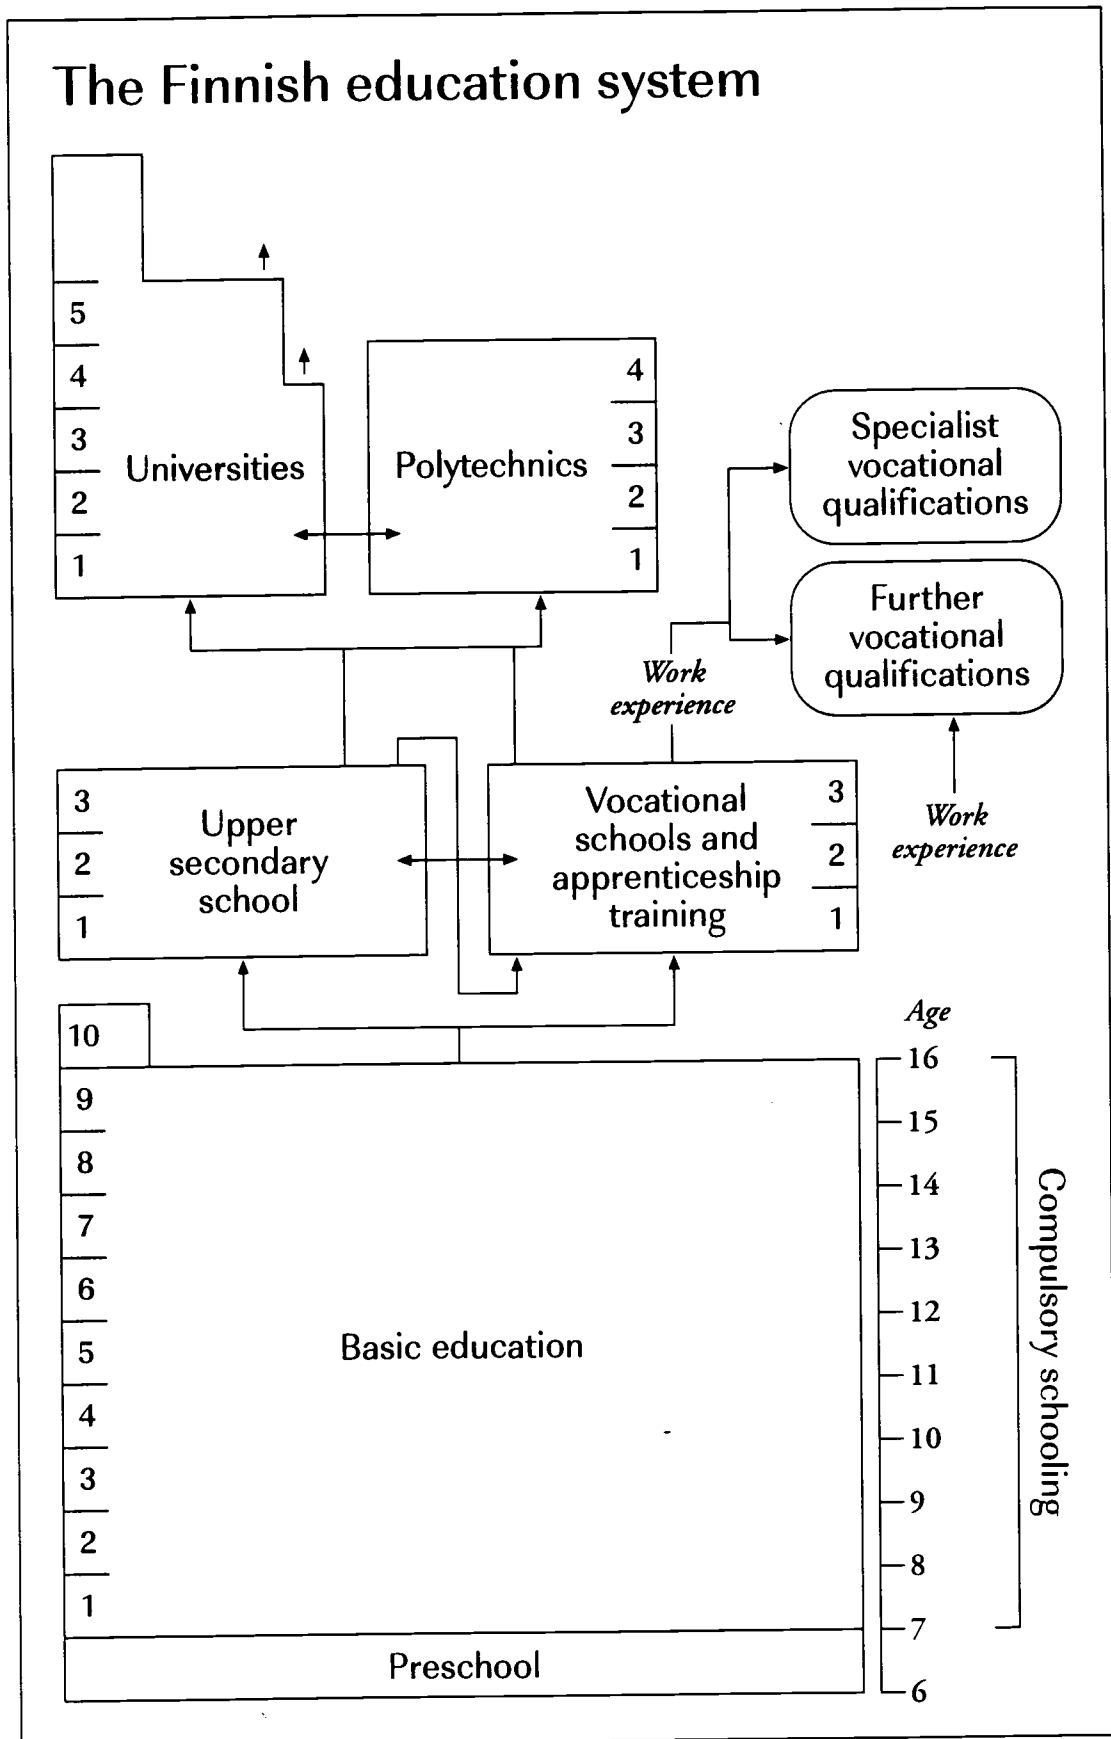 The Finnish education system
5
4
3
2
1
Universities
Polytechnics
4
3
2
1
Specialist
vocational
qualifications
Further
vocational
qualifications
Work
experience
Work
experience
3
2
1
Upper
secondary
school
Vocational
schools and
apprenticeship
training
3
2
1
10
9
8
7
6
5
4
3
2
1
Basic education
Preschool
Age
16
15
14
13
12
11
10
9
8
7
6
Compulsory schooling